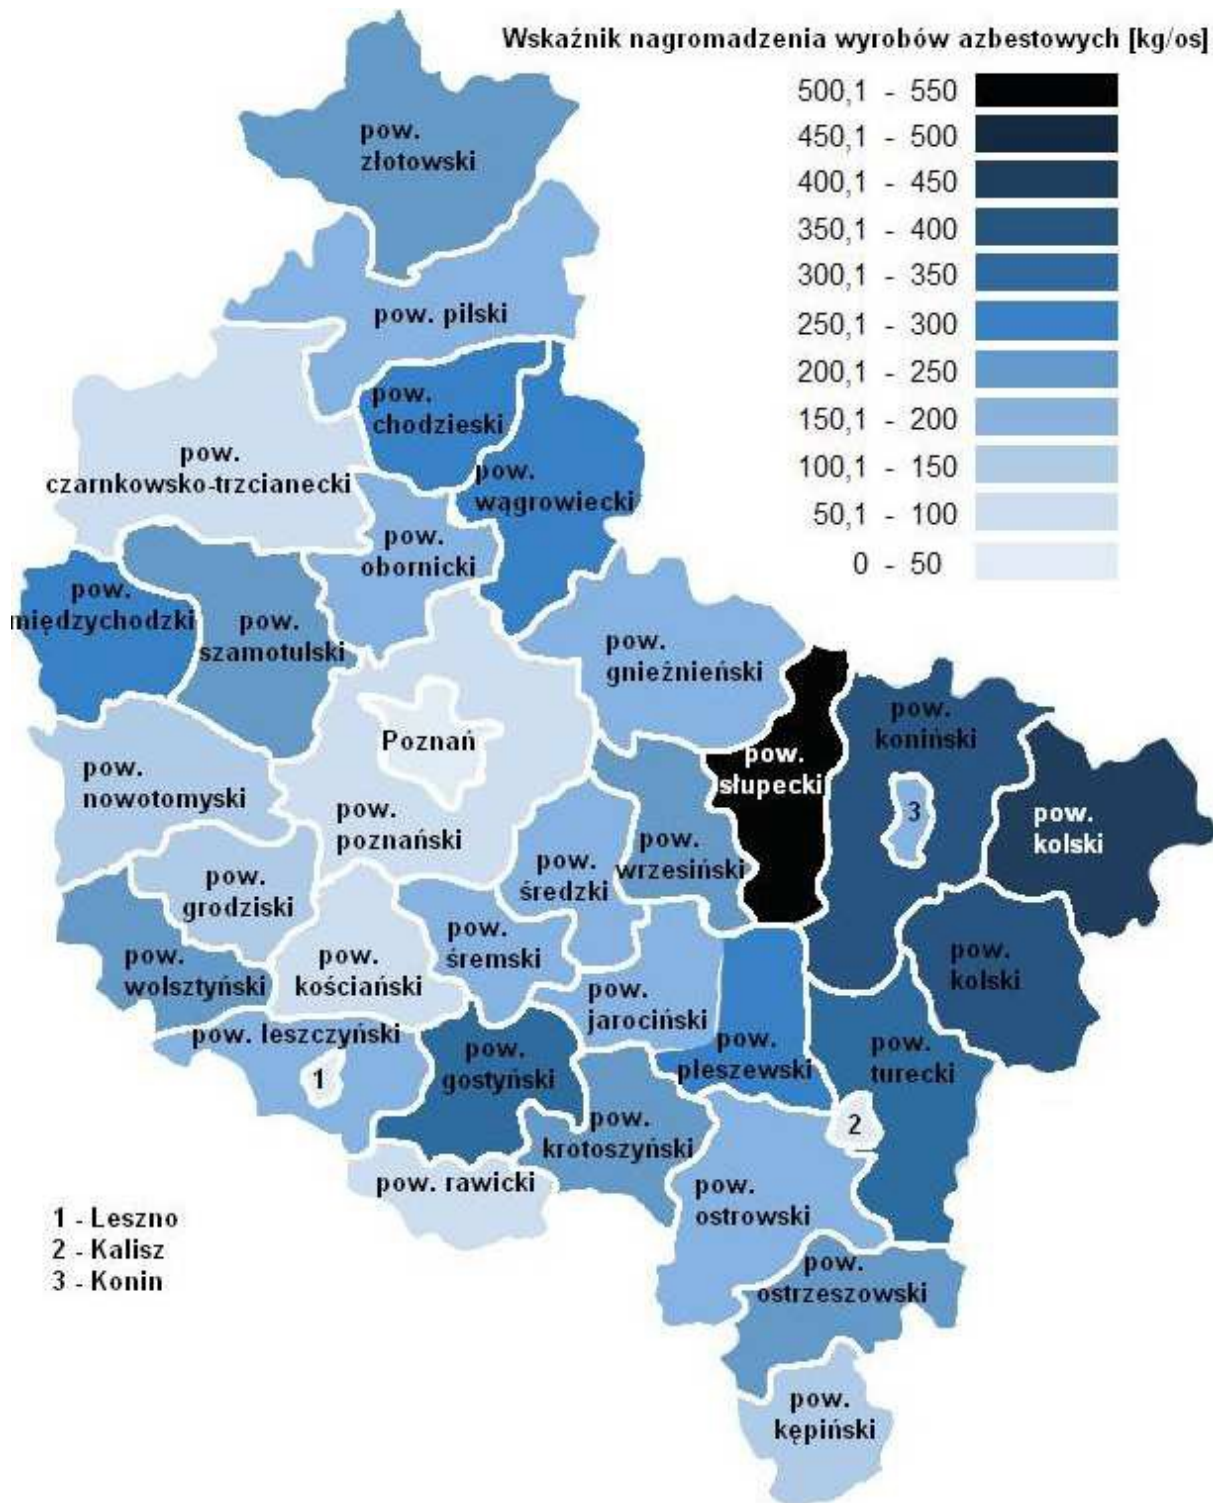 Wskaźnik nagromadzenia wyrobów azbestowych [kg/os]
500,1 - 550
450,1 - 500
400,1 - 450
350,1 - 400
300,1 - 350
250,1 - 300
200,1 - 250
150,1 - 200
100,1 - 150
50,1 - 100
0 - 50
pow.
złotowski
pow. pilski
pow.
chodzieski
pow.
czarnkowsko-trzcianecki
pow.
wągrowiecki
pow.
obornicki
pow.
międzychodzki
pow.
szamotulski
pow.
gnieźnieński
Poznań
pow.
koniński
pow.
słupecki
pow.
nowotomyski
pow.
poznański
3
pow.
kolski
pow.
średzki
pow.
wrzesiński
pow.
grodziski
pow.
wolsztyński
pow.
kościański
pow.
śremski
pow.
kolski
pow.
jarociński
pow. leszczyński
1
pow.
gostyński
pow.
pleszewski
pow.
turecki
2
pow.
krotoszyński
pow. rawicki
pow.
ostrowski
1 - Leszno
2 - Kalisz
3 - Konin
pow.
ostrzeszowski
pow.
kępiński